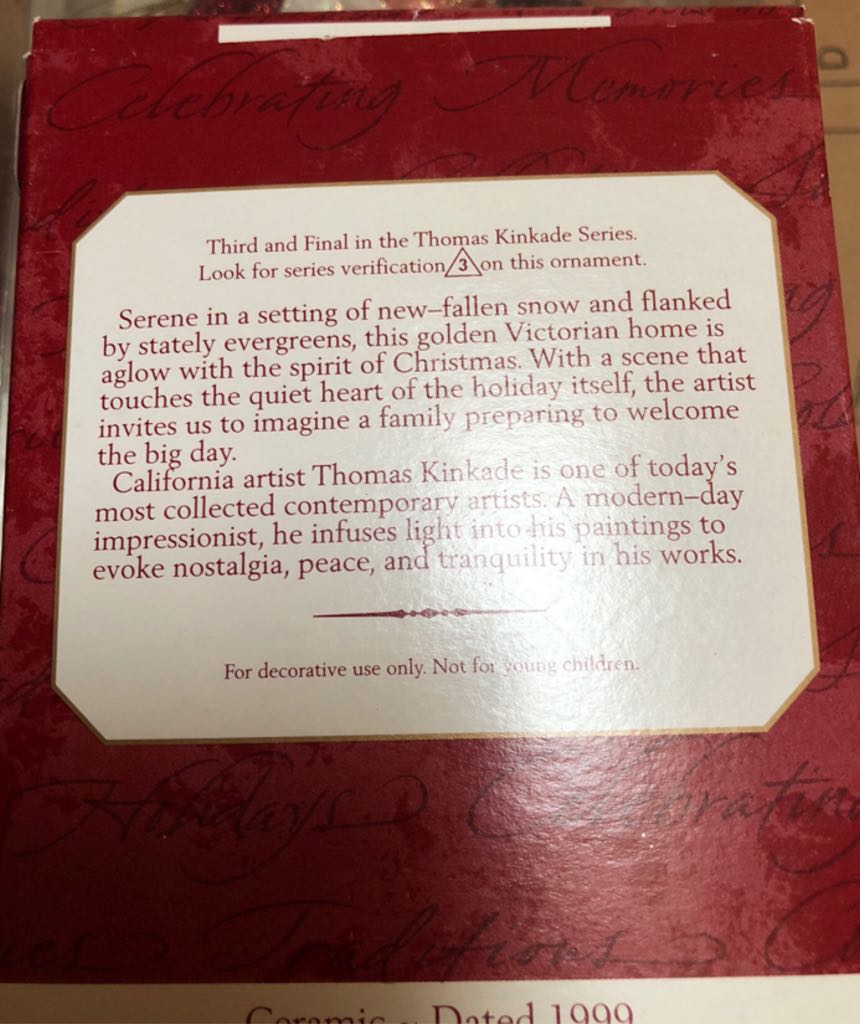 Celebrating Memories
Third and Final in the Thomas Kinkade Series.
Look for series verification 3 on this ornament.
Serene in a setting of new–fallen snow and flanked
by stately evergreens, this golden Victorian home is
aglow with the spirit of Christmas. With a scene that
touches the quiet heart of the holiday itself, the artist
invites us to imagine a family preparing to welcome
the big day.
California artist Thomas Kinkade is one of today's
most collected contemporary artists. A modern–day
impressionist, he infuses light into his paintings to
evoke nostalgia, peace, and tranquility in his works.
For decorative use only. Not for young children.
Holidays Celebrating
Traditions
Ceramic ~ Dated 1999